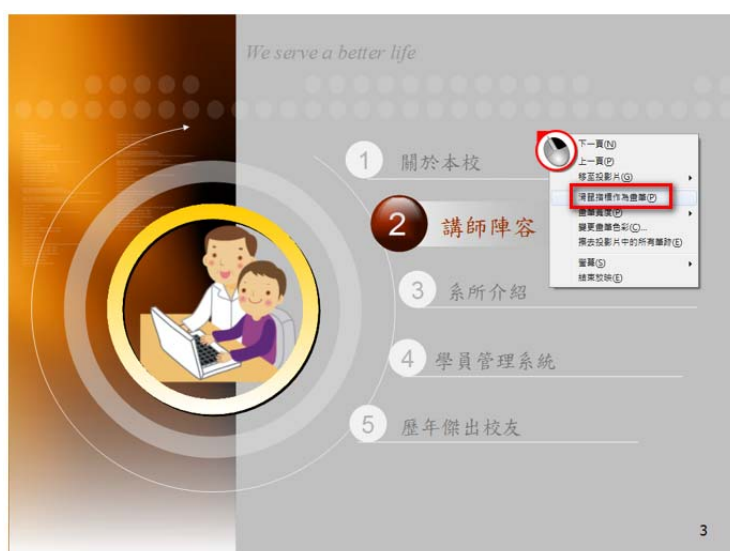 We serve a better life
1 關於本校
2 講師陣容
3 系所介紹
4 學員管理系統
5 歷年傑出校友
下一頁(N)
上一頁(P)
移至投影片(G)
滑鼠指標作為畫筆(P)
畫筆寬度(P)
變更畫筆色彩(C)...
擦去投影片中的所有筆跡(E)
螢幕(S)
結束放映(E)
3